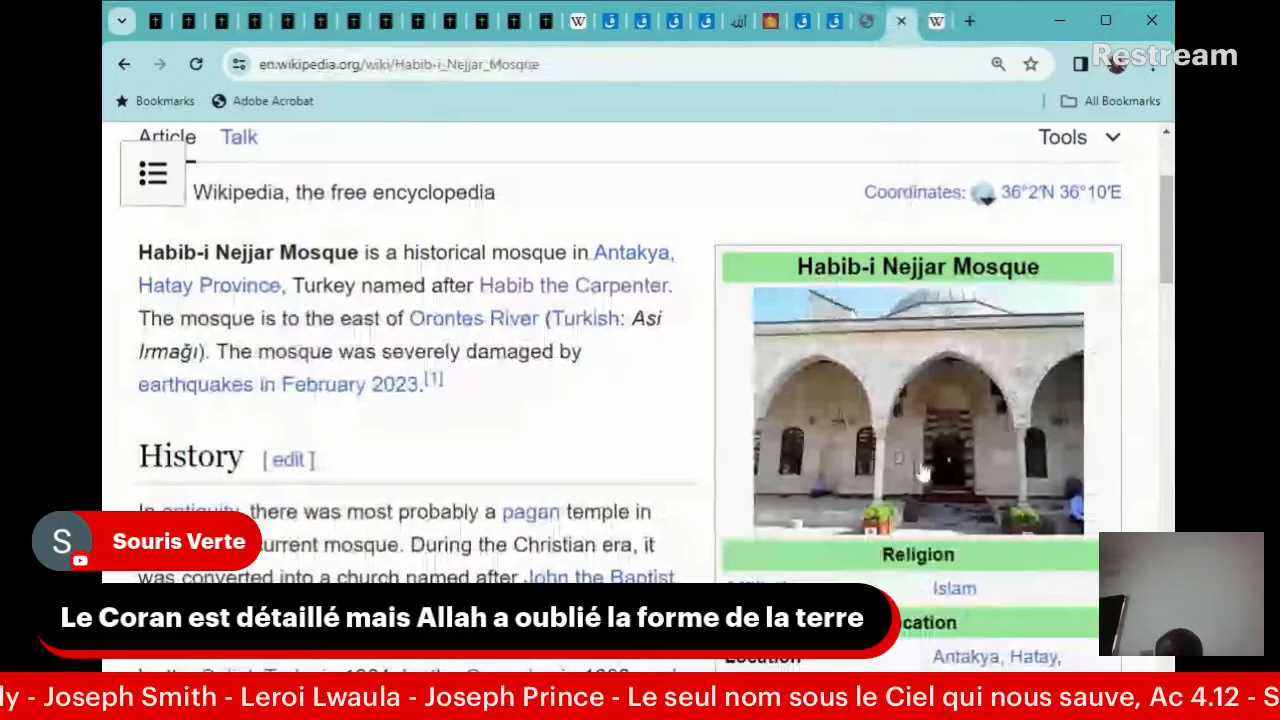 Restream
en.wikipedia.org/wiki/Habib-i_Nejjar_Mosque
Bookmarks
Adobe Acrobat
All Bookmarks
Article
Talk
Tools
Wikipedia, the free encyclopedia
Coordinates: 36°2′N 36°10′E
Habib-i Nejjar Mosque is a historical mosque in Antakya,
Hatay Province, Turkey named after Habib the Carpenter.
The mosque is to the east of Orontes River (Turkish: Asi
Irmağı). The mosque was severely damaged by
earthquakes in February 2023.[1]
Habib-i Nejjar Mosque
History [ edit ]
In antiquity, there was most probably a pagan temple in
current mosque. During the Christian era, it
was converted into a church named after John the Baptist
Religion
Islam
Location
Antakya, Hatay,
S
Souris Verte
Le Coran est détaillé mais Allah a oublié la forme de la terre
ly - Joseph Smith - Leroi Lwaula - Joseph Prince - Le seul nom sous le Ciel qui nous sauve, Ac 4.12 - S